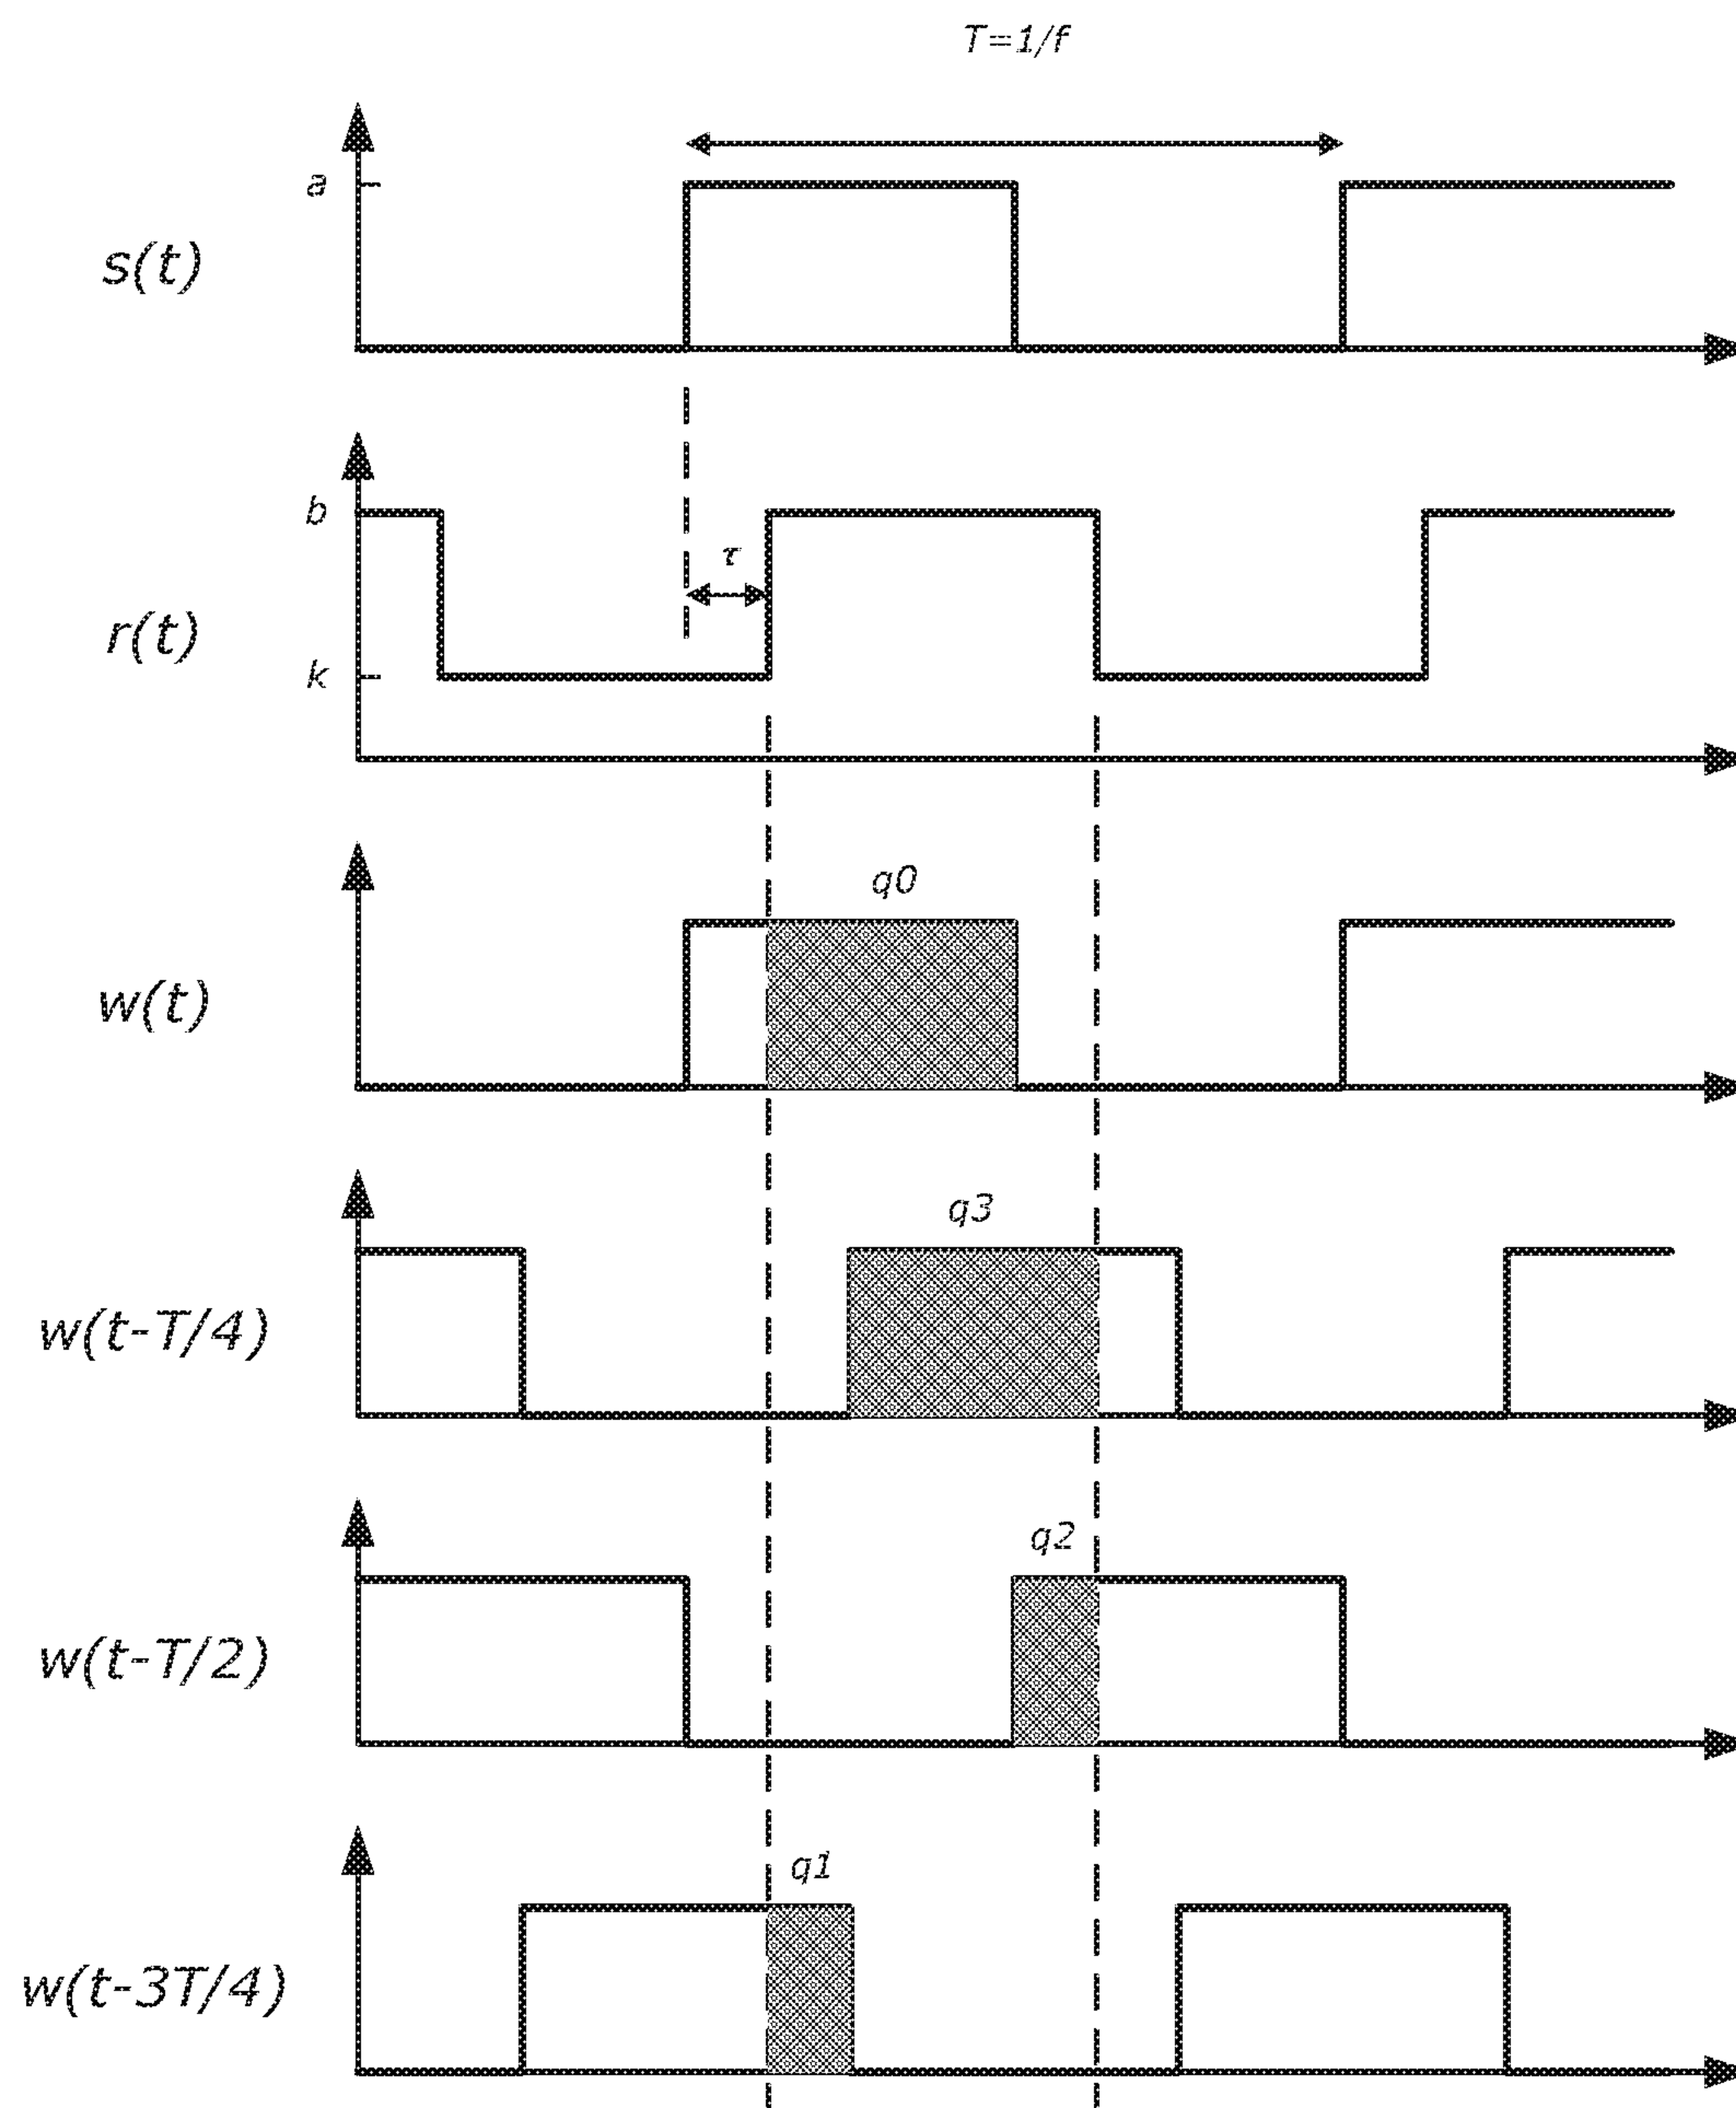 T=1/f
a
s(t)
b
τ
r(t)
k
q0
w(t)
q3
w(t-T/4)
q2
w(t-T/2)
q1
w(t-3T/4)